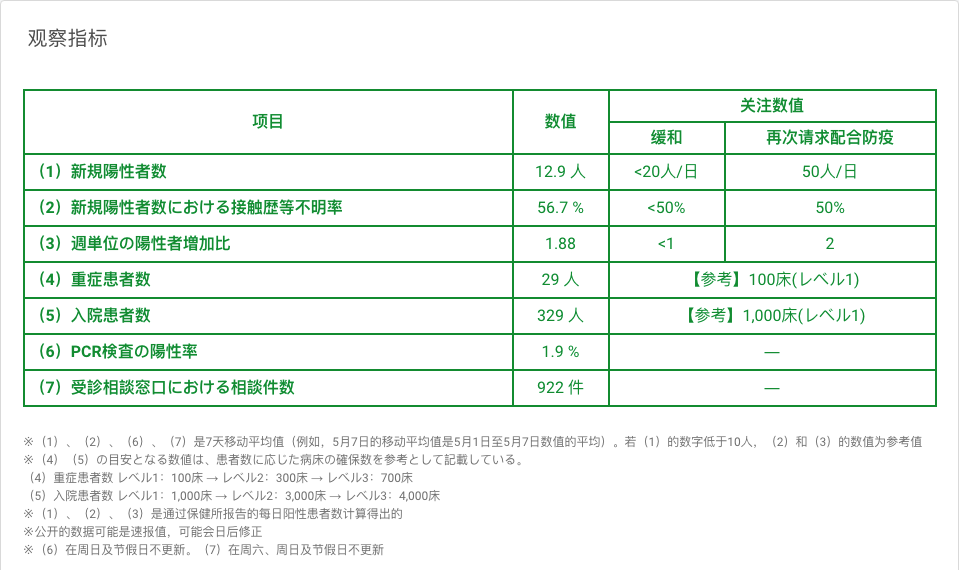 观察指标
项目 数值 关注数值
缓和 再次请求配合防疫
（1）新規陽性者数 12.9 人 <20人/日 50人/日
（2）新規陽性者数における接触歴等不明率 56.7 % <50% 50%
（3）週単位の陽性者増加比 1.88 <1 2
（4）重症患者数 29 人 【参考】100床(レベル1)
（5）入院患者数 329 人 【参考】1,000床(レベル1)
（6）PCR検査の陽性率 1.9 % —
（7）受診相談窓口における相談件数 922 件 —
※（1）、（2）、（6）、（7）是7天移动平均值（例如，5月7日的移动平均值是5月1日至5月7日数值的平均）。若（1）的数字低于10人，（2）和（3）的数值为参考值
※（4）（5）の目安となる数値は、患者数に応じた病床の確保数を参考として記載している。
（4）重症患者数 レベル1：100床 → レベル2：300床 → レベル3：700床
（5）入院患者数 レベル1：1,000床 → レベル2：3,000床 → レベル3：4,000床
※（1）、（2）、（3）是通过保健所报告的每日阳性患者数计算得出的
※公开的数据可能是速报值，可能会日后修正
※（6）在周日及节假日不更新。（7）在周六、周日及节假日不更新